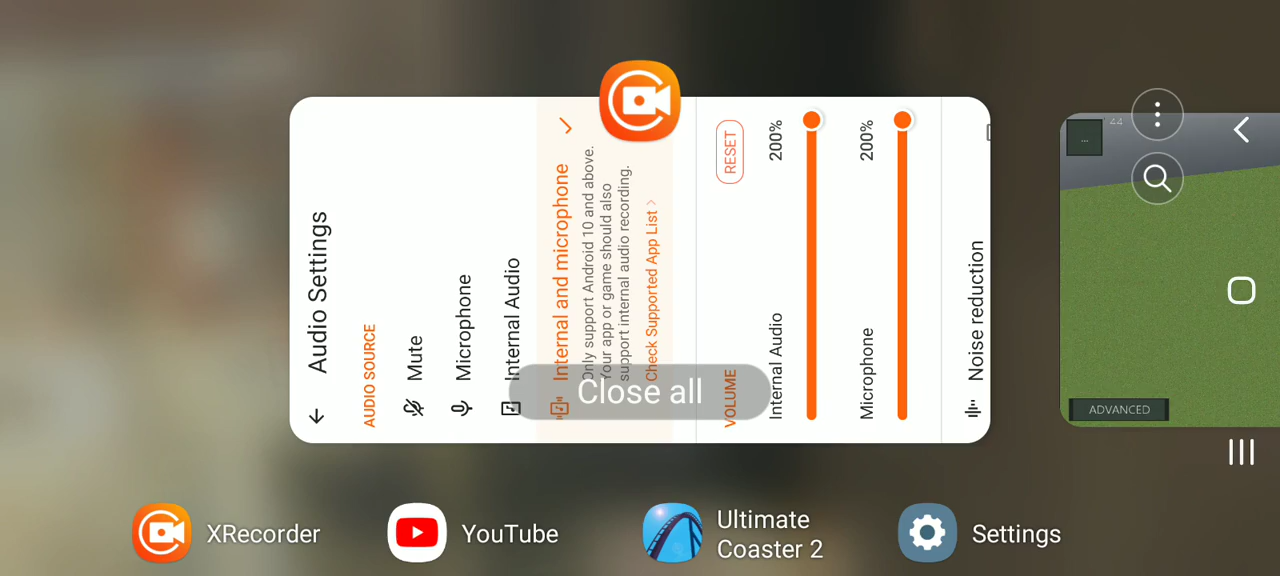 Audio Settings
AUDIO SOURCE
Mute
Microphone
Internal Audio
Internal and microphone
Only support Android 10 and above.
Your app or game should also
support internal audio recording.
Check Supported App List >
VOLUME
RESET
Internal Audio
200%
Microphone
200%
Noise reduction
Close all
44
...
ADVANCED
XRecorder
YouTube
Ultimate
Coaster 2
Settings